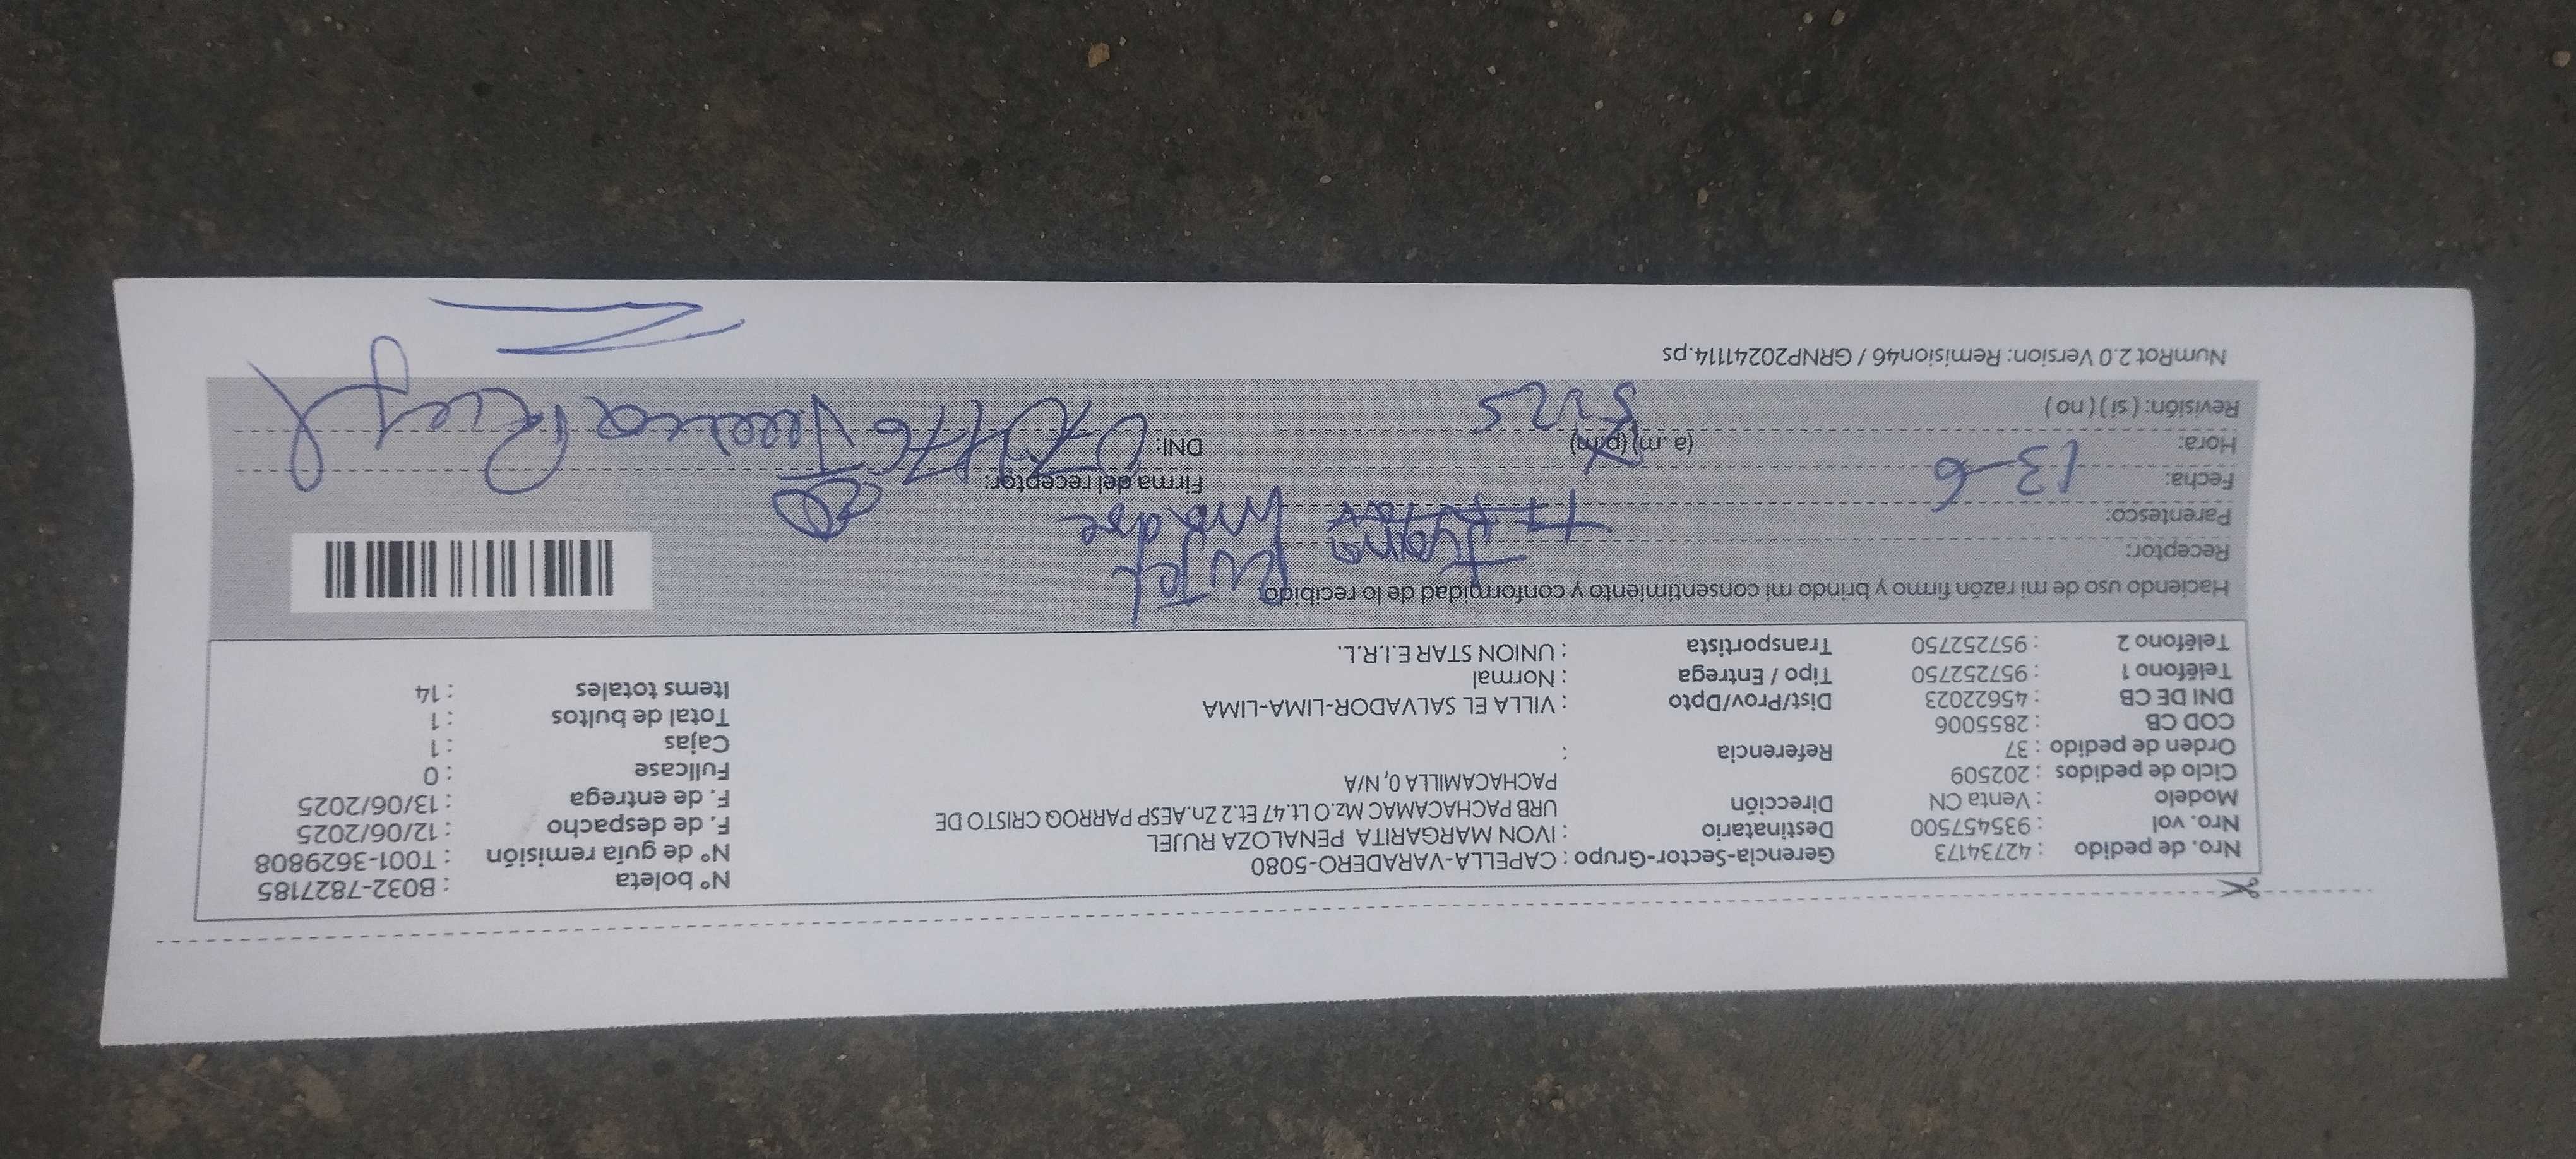 Nro. de pedido : 42734173 Gerencia-Sector-Grupo : CAPELLA-VARADERO-5080 Nº boleta : B032-7827185
Nro. vol : 935457500 Destinatario : IVON MARGARITA PENALOZA RUJEL Nº de guía remisión : T001-3629808
Modelo : Venta CN Dirección URB PACHACAMAC Mz.O Lt.47 Et.2 Zn.AESP PARROQ CRISTO DE F. de despacho : 12/06/2025
Ciclo de pedidos : 202509 PACHACAMILLA 0, N/A F. de entrega : 13/06/2025
Orden de pedido : 37 Referencia : Fullcase : 0
COD CB : 2855006 Cajas : 1
DNI DE CB : 45622023 Dist/Prov/Dpto : VILLA EL SALVADOR-LIMA-LIMA Total de bultos : 1
Teléfono 1 : 957252750 Tipo / Entrega : Normal Items totales : 14
Teléfono 2 : 957252750 Transportista : UNION STAR E.I.R.L.
Haciendo uso de mi razón firmo y brindo mi consentimiento y conformidad de lo recibido:
Receptor: Juana Rujel
Parentesco: madre
Fecha: 13-6 Firma del receptor:
Hora: (a. m) (p.m) DNI:
Revisión: ( si ) ( no )
NumRot 2.0 Version: Remision46 / GRNP20241114.ps